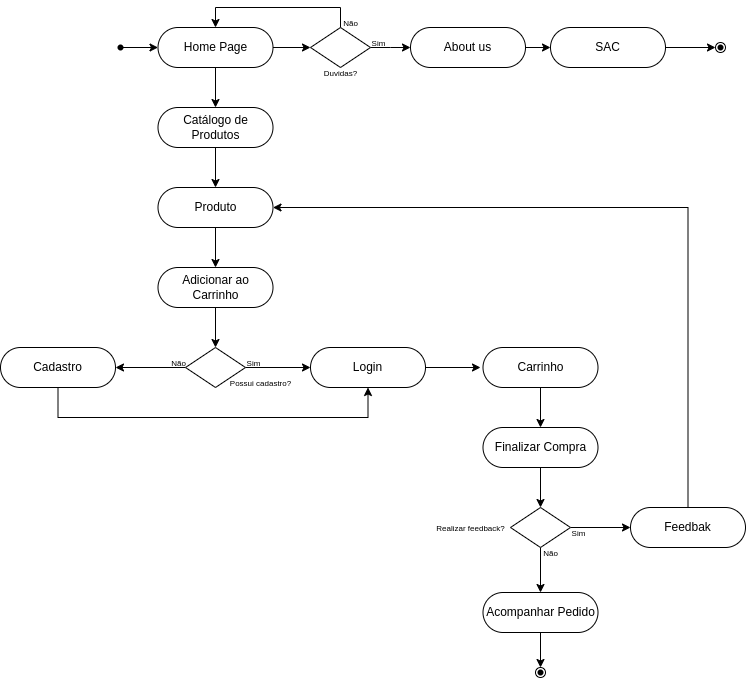 Não
Home Page
Sim
About us
SAC
Duvidas?
Catálogo de
Produtos
Produto
Adicionar ao
Carrinho
Cadastro
Não
Sim
Possui cadastro?
Login
Carrinho
Finalizar Compra
Realizar feedback?
Sim
Feedbak
Não
Acompanhar Pedido